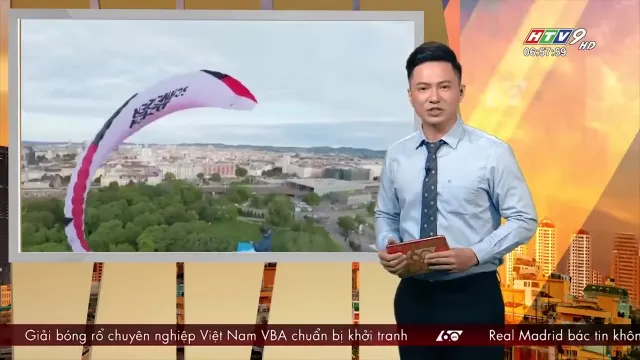 HTV9 HD
06:57:59
Giải bóng rổ chuyên nghiệp Việt Nam VBA chuẩn bị khởi tranh
60
Real Madrid bác tin khôn